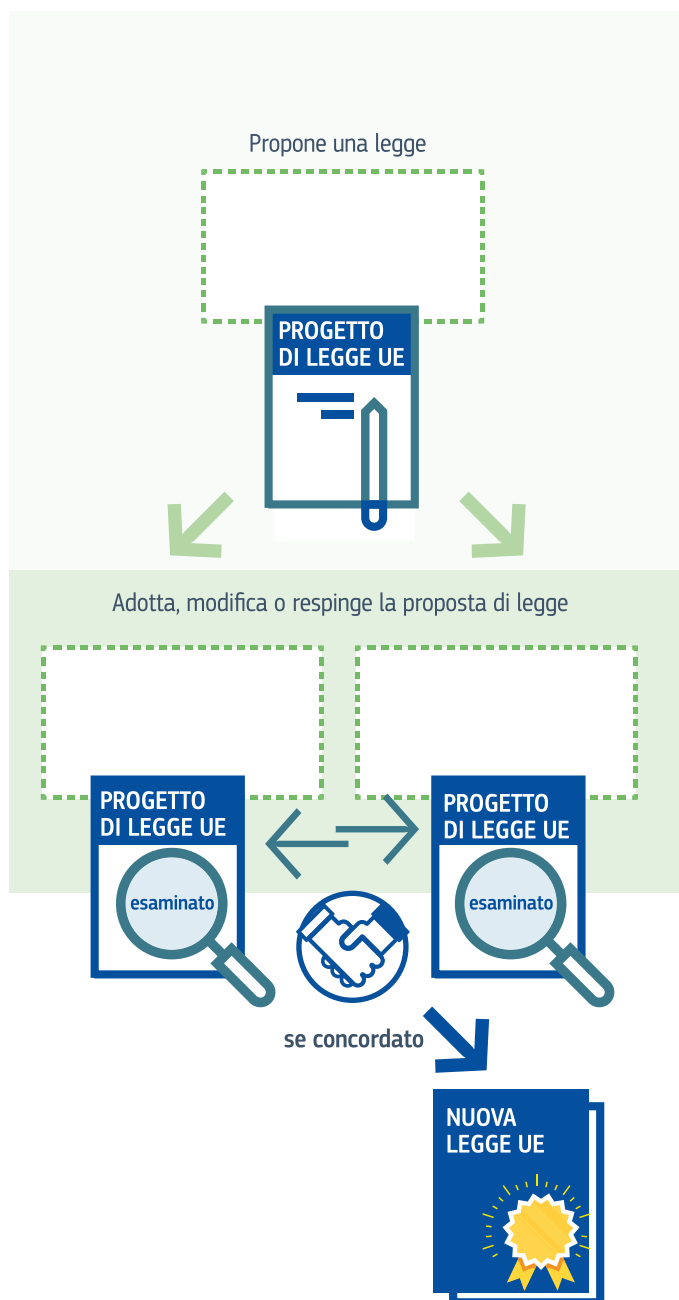 Propone una legge
PROGETTO
DI LEGGE UE
Adotta, modifica o respinge la proposta di legge
PROGETTO
DI LEGGE UE
esaminato
PROGETTO
DI LEGGE UE
esaminato
se concordato
NUOVA
LEGGE UE